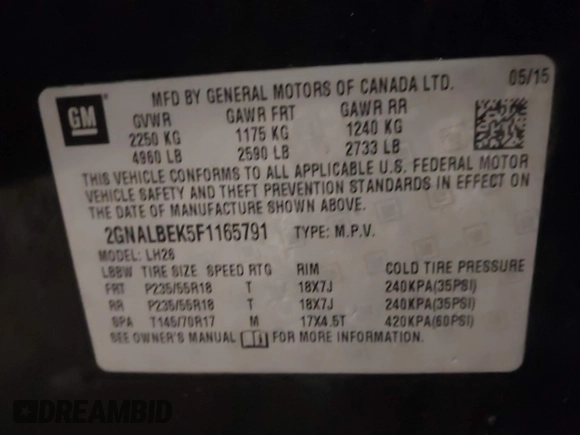 MFD BY GENERAL MOTORS OF CANADA LTD. 05/15
GM
GVWR GAWR FRT GAWR RR
2250 KG 1175 KG 1240 KG
4960 LB 2590 LB 2733 LB
THIS VEHICLE CONFORMS TO ALL APPLICABLE U.S. FEDERAL MOTOR
VEHICLE SAFETY AND THEFT PREVENTION STANDARDS IN EFFECT ON
THE DATE OF MANUFACTURE SHOWN ABOVE.
2GNALBEK5F1165791 TYPE: M.P.V.
MODEL: LH26
LBBW TIRE SIZE SPEED RTG RIM COLD TIRE PRESSURE
FRT P235/55R18 T 18X7J 240KPA(35PSI)
RR P235/55R18 T 18X7J 240KPA(35PSI)
SPA T145/70R17 M 17X4.5T 420KPA(60PSI)
SEE OWNER'S MANUAL FOR MORE INFORMATION.
DREAMBID